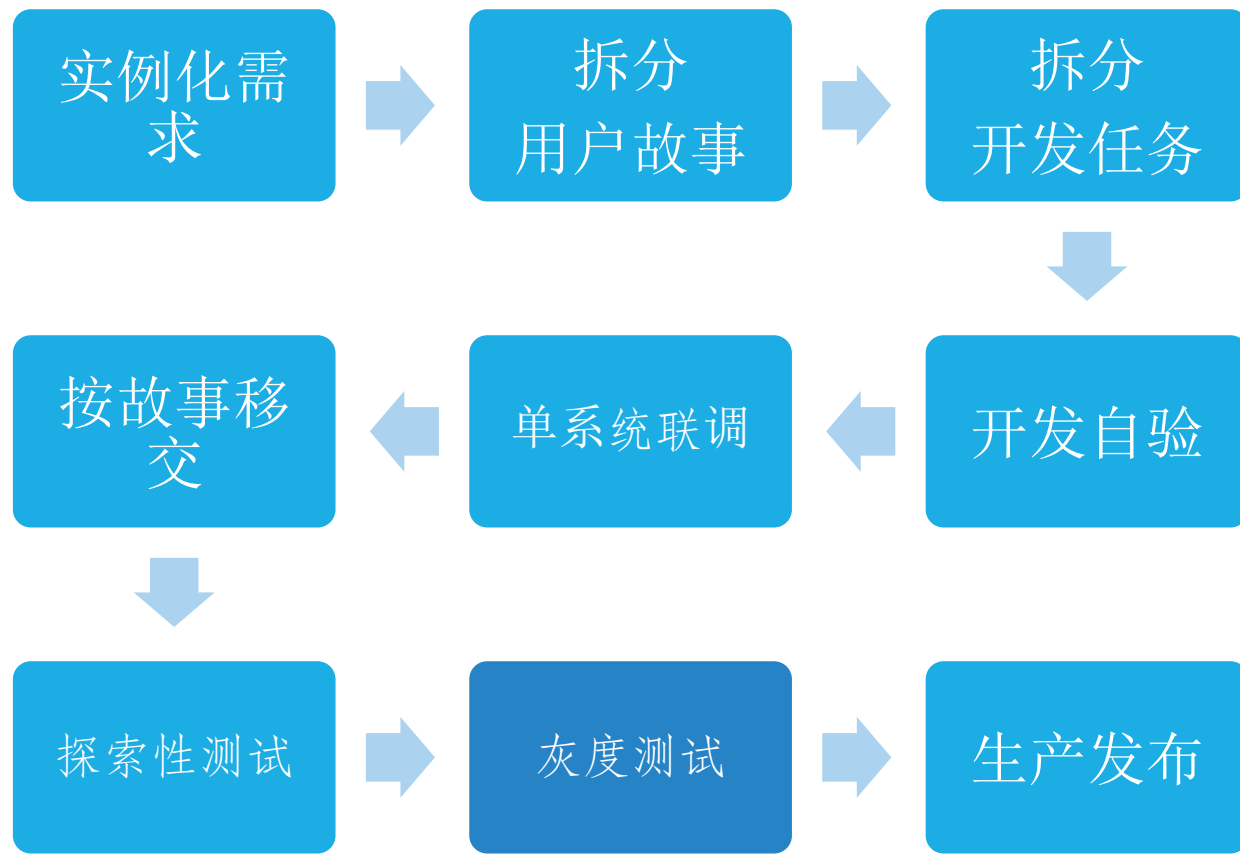 实例化需
求
拆分
用户故事
拆分
开发任务
按故事移
交
单系统联调
开发自验
探索性测试
灰度测试
生产发布